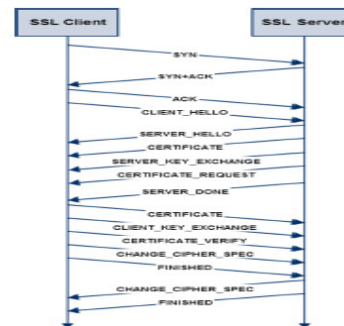 SSL Client
SSL Server
SYN
SYN+ACK
ACK
CLIENT_HELLO
SERVER_HELLO
CERTIFICATE
SERVER_KEY_EXCHANGE
CERTIFICATE_REQUEST
SERVER_DONE
CERTIFICATE
CLIENT_KEY_EXCHANGE
CERTIFICATE_VERIFY
CHANGE_CIPHER_SPEC
FINISHED
CHANGE_CIPHER_SPEC
FINISHED